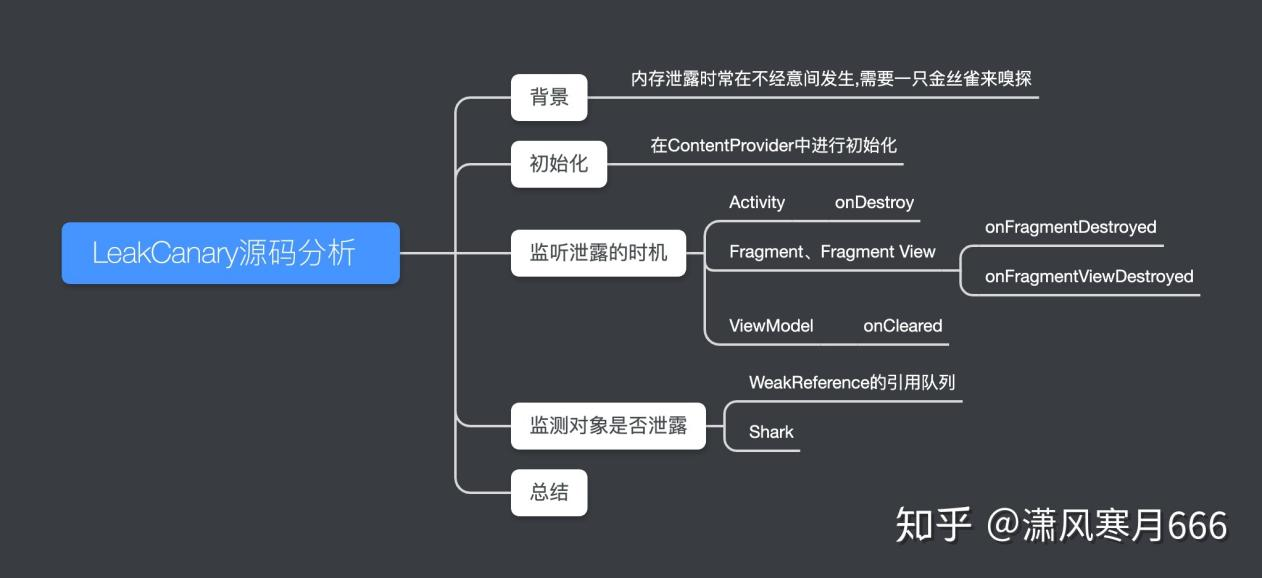 LeakCanary源码分析
背景
内存泄露时常在不经意间发生,需要一只金丝雀来嗅探
初始化
在ContentProvider中进行初始化
监听泄露的时机
Activity
onDestroy
Fragment、Fragment View
onFragmentDestroyed
onFragmentViewDestroyed
ViewModel
onCleared
监测对象是否泄露
WeakReference的引用队列
Shark
总结
知乎 @潇风寒月666